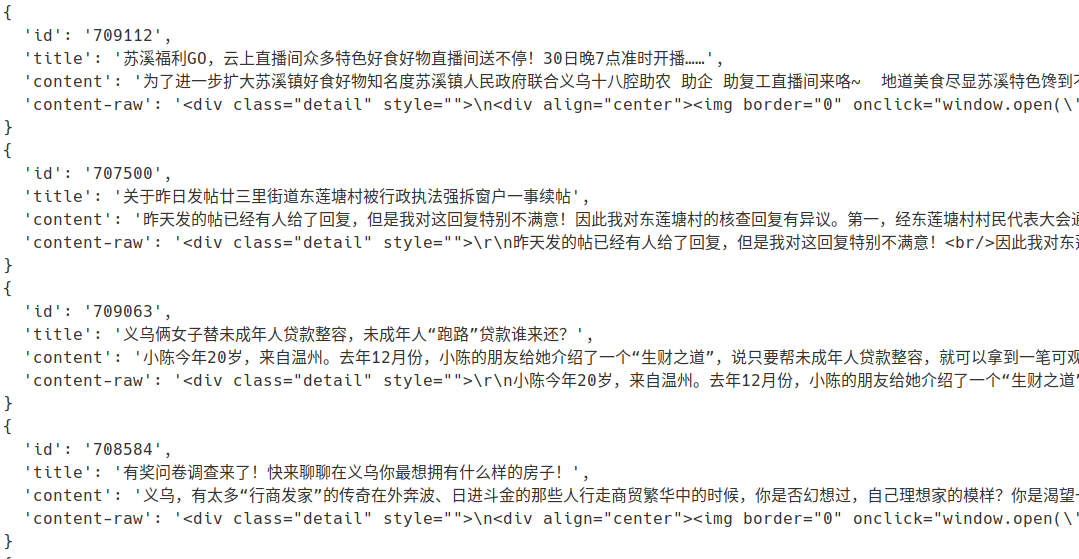 {
  'id': '709112',
  'title': '苏溪福利GO，云上直播间众多特色好食好物直播间送不停！30日晚7点准时开播……',
  'content': '为了进一步扩大苏溪镇好食好物知名度苏溪镇人民政府联合义乌十八腔助农 助企 助复工直播间来咯~  地道美食尽显苏溪特色馋到
  'content-raw': '<div class="detail" style="">\n<div align="center"><img border="0" onclick="window.open(\'
}
{
  'id': '707500',
  'title': '关于昨日发帖廿三里街道东莲塘村被行政执法强拆窗户一事续帖',
  'content': '昨天发的帖已经有人给了回复，但是我对这回复特别不满意！因此我对东莲塘村的核查回复有异议。第一，经东莲塘村村民代表大会
  'content-raw': '<div class="detail" style="">\r\n昨天发的帖已经有人给了回复，但是我对这回复特别不满意！<br/>因此我对东
}
{
  'id': '709063',
  'title': '义乌俩女子替未成年人贷款整容，未成年人“跑路”贷款谁来还？',
  'content': '小陈今年20岁，来自温州。去年12月份，小陈的朋友给她介绍了一个“生财之道”，说只要帮未成年人贷款整容，就可以拿到一笔可观
  'content-raw': '<div class="detail" style="">\r\n小陈今年20岁，来自温州。去年12月份，小陈的朋友给她介绍了一个“生财之道”
}
{
  'id': '708584',
  'title': '有奖问卷调查来了！快来聊聊在义乌你最想拥有什么样的房子！',
  'content': '义乌，有太多“行商发家”的传奇在外奔波、日进斗金的那些人行走商贸繁华中的时候，你是否幻想过，自己理想家的模样？你是渴望
  'content-raw': '<div class="detail" style="">\n<div align="center"><img border="0" onclick="window.open(\'
}